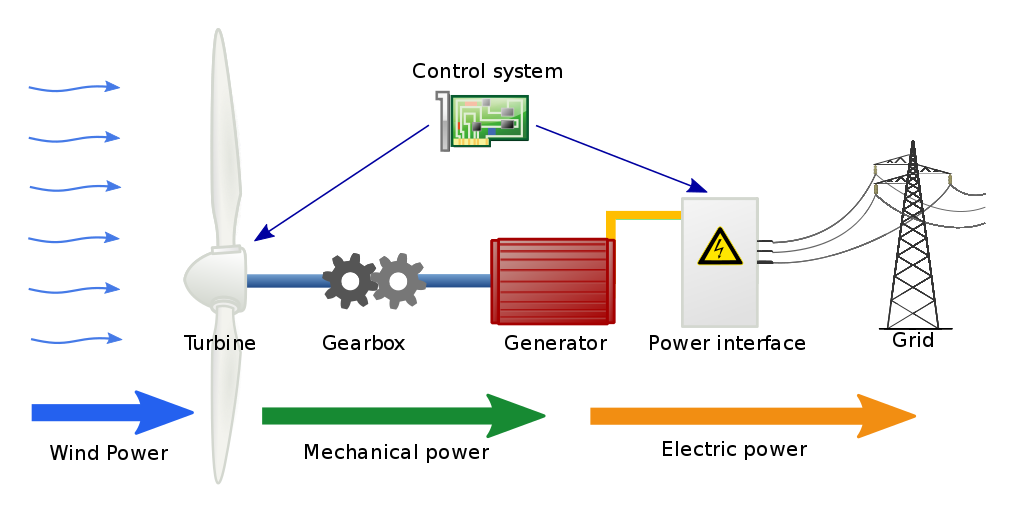 Control system
Turbine
Gearbox
Generator
Power interface
Grid
Wind Power
Mechanical power
Electric power